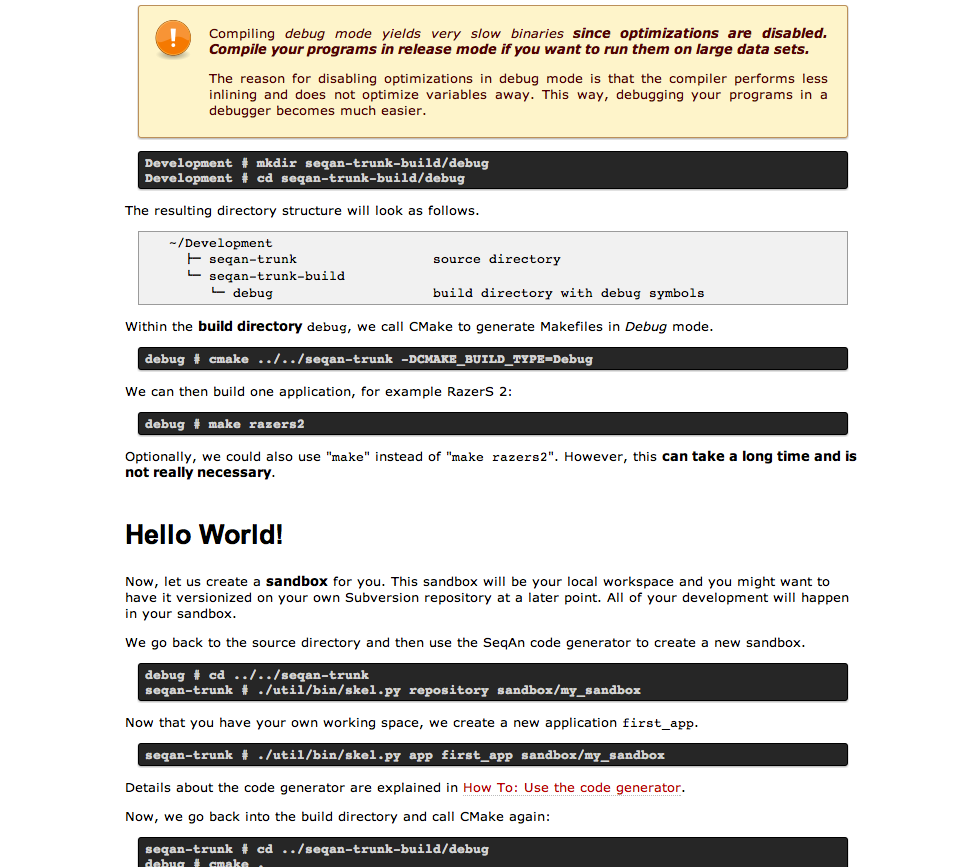 Compiling debug mode yields very slow binaries since optimizations are disabled.
Compile your programs in release mode if you want to run them on large data sets.
The reason for disabling optimizations in debug mode is that the compiler performs less
inlining and does not optimize variables away. This way, debugging your programs in a
debugger becomes much easier.
Development # mkdir seqan-trunk-build/debug
Development # cd seqan-trunk-build/debug
The resulting directory structure will look as follows.
~/Development
├─ seqan-trunk source directory
└─ seqan-trunk-build
└─ debug build directory with debug symbols
Within the build directory debug, we call CMake to generate Makefiles in Debug mode.
debug # cmake ../../seqan-trunk -DCMAKE_BUILD_TYPE=Debug
We can then build one application, for example RazerS 2:
debug # make razers2
Optionally, we could also use "make" instead of "make razers2". However, this can take a long time and is
not really necessary.
Hello World!
Now, let us create a sandbox for you. This sandbox will be your local workspace and you might want to
have it versionized on your own Subversion repository at a later point. All of your development will happen
in your sandbox.
We go back to the source directory and then use the SeqAn code generator to create a new sandbox.
debug # cd ../../seqan-trunk
seqan-trunk # ./util/bin/skel.py repository sandbox/my_sandbox
Now that you have your own working space, we create a new application first_app.
seqan-trunk # ./util/bin/skel.py app first_app sandbox/my_sandbox
Details about the code generator are explained in How To: Use the code generator.
Now, we go back into the build directory and call CMake again:
seqan-trunk # cd ../seqan-trunk-build/debug
debug # cmake .